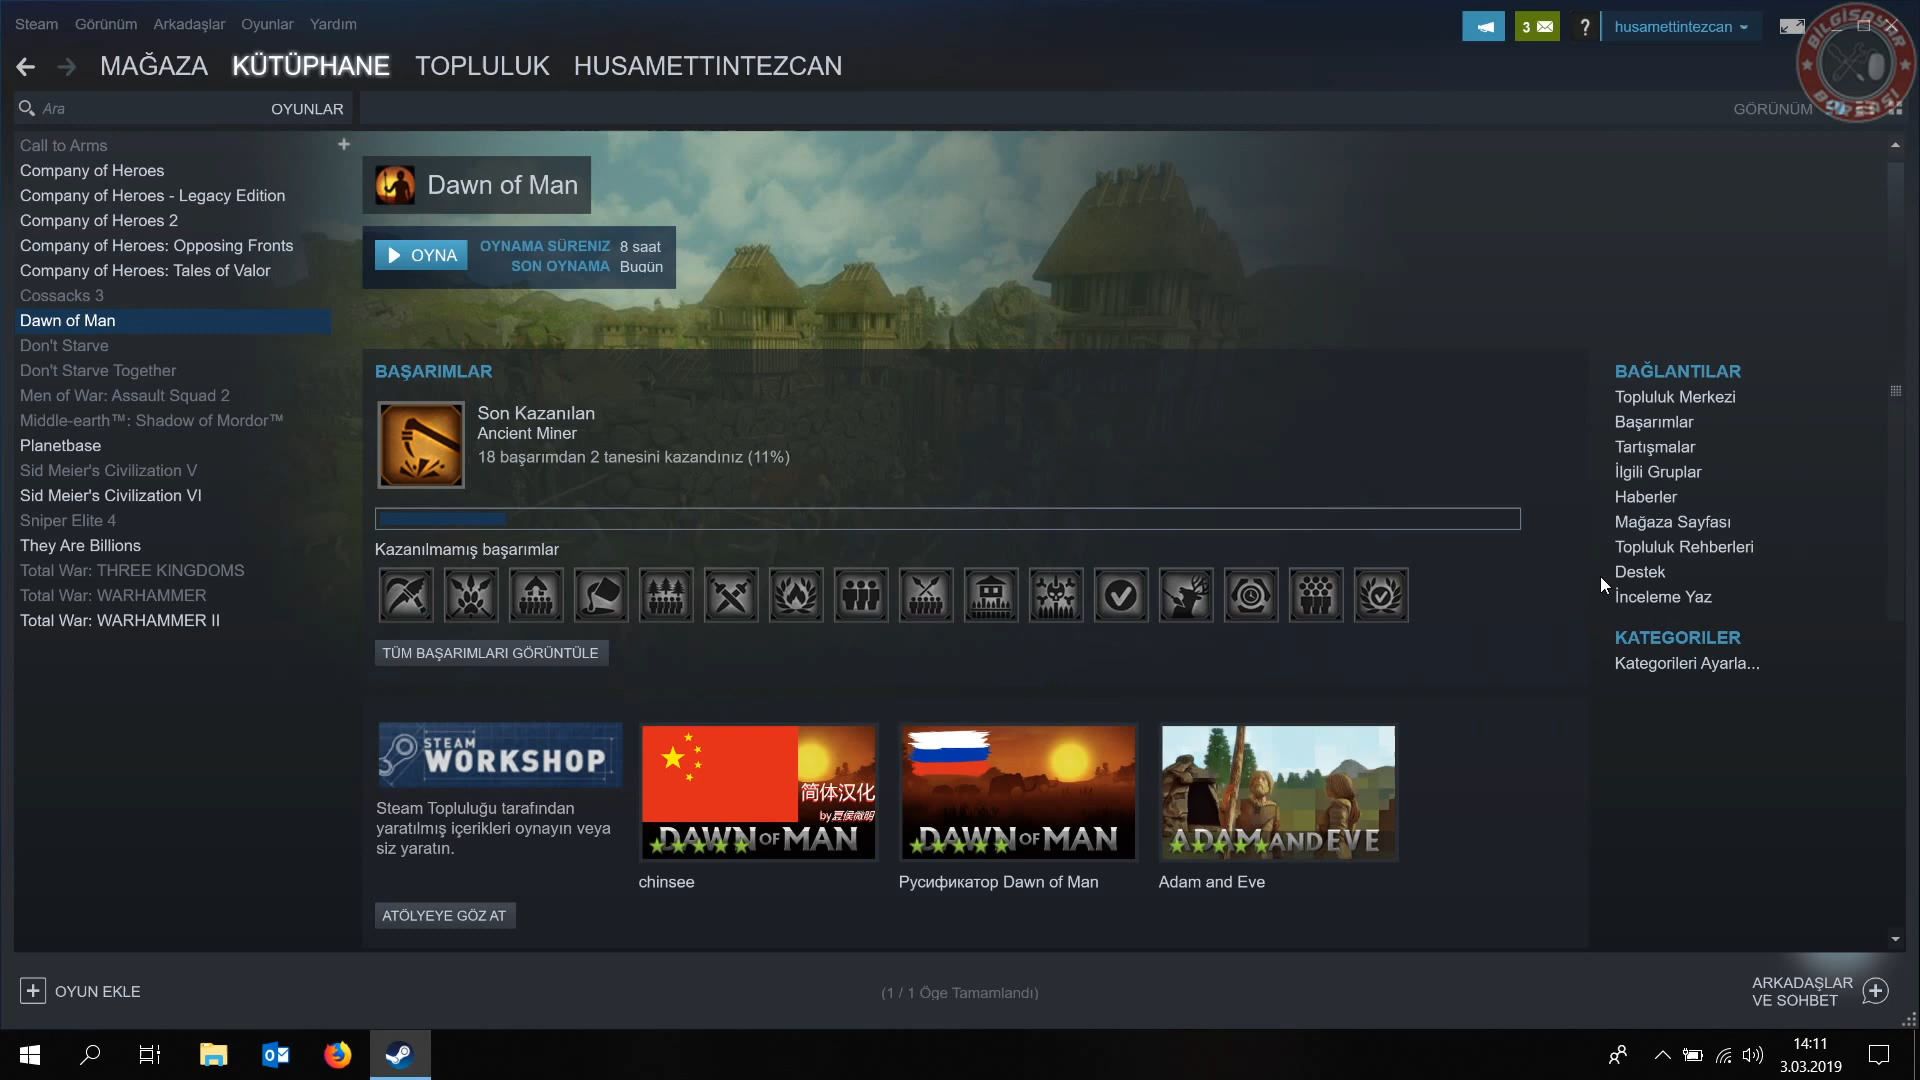 Steam Görünüm Arkadaşlar Oyunlar Yardım
3
?
husamettintezcan
MAĞAZA KÜTÜPHANE TOPLULUK HUSAMETTINTEZCAN
BİLGİSAYAR
Ara
OYUNLAR
GÖRÜNÜM
Call to Arms
Company of Heroes
Company of Heroes - Legacy Edition
Company of Heroes 2
Company of Heroes: Opposing Fronts
Company of Heroes: Tales of Valor
Cossacks 3
Dawn of Man
Don't Starve
Don't Starve Together
Men of War: Assault Squad 2
Middle-earth™: Shadow of Mordor™
Planetbase
Sid Meier's Civilization V
Sid Meier's Civilization VI
Sniper Elite 4
They Are Billions
Total War: THREE KINGDOMS
Total War: WARHAMMER
Total War: WARHAMMER II
Dawn of Man
OYNA
OYNAMA SÜRENIZ 8 saat
SON OYNAMA Bugün
BAŞARIMLAR
Son Kazanılan
Ancient Miner
18 başarımdan 2 tanesini kazandınız (11%)
Kazanılmamış başarımlar
TÜM BAŞARIMLARI GÖRÜNTÜLE
STEAM
WORKSHOP
Steam Topluluğu tarafından
yaratılmış içerikleri oynayın veya
siz yaratın.
ATÖLYEYE GÖZ AT
简体汉化
DAWN OF MAN
chinsee
DAWN OF MAN
Русификатор Dawn of Man
ADAM AND EVE
Adam and Eve
BAĞLANTILAR
Topluluk Merkezi
Başarımlar
Tartışmalar
İlgili Gruplar
Haberler
Mağaza Sayfası
Topluluk Rehberleri
Destek
İnceleme Yaz
KATEGORILER
Kategorileri Ayarla...
OYUN EKLE
(1 / 1 Öge Tamamlandı)
ARKADAŞLAR
VE SOHBET
14:11
3.03.2019